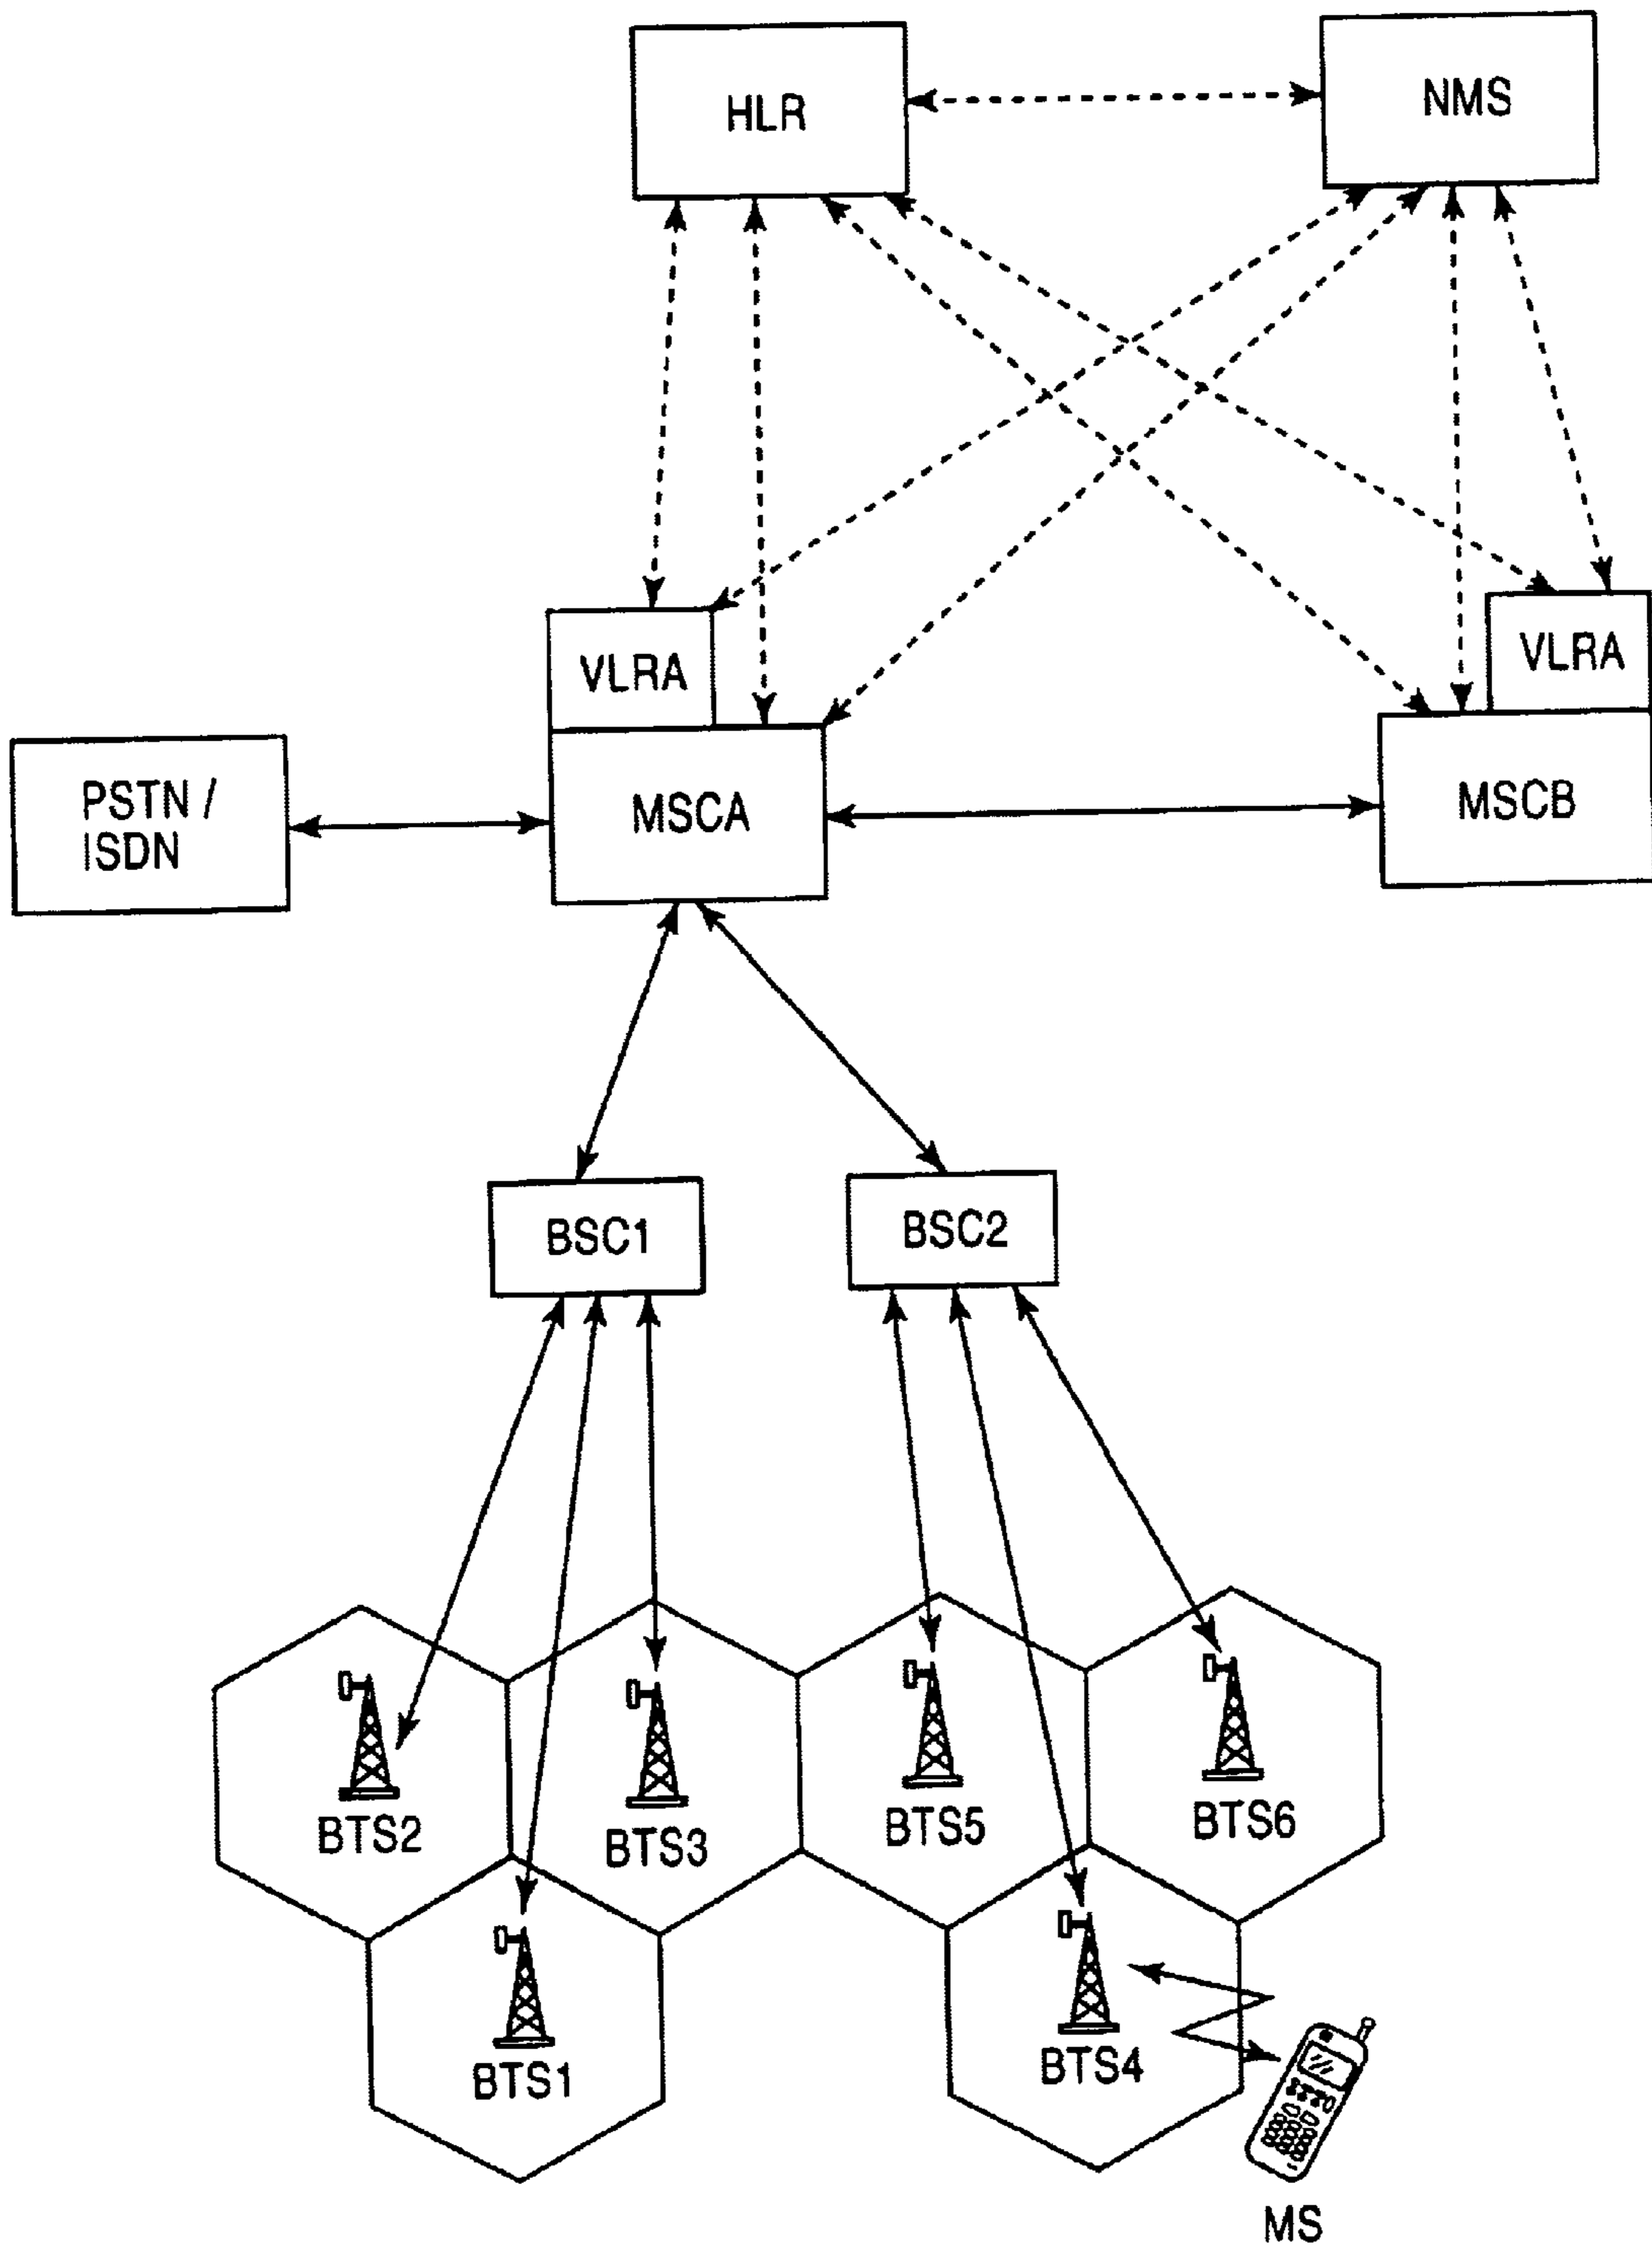 HLR
NMS
VLRA
VLRA
PSTN /
ISDN
MSCA
MSCB
BSC1
BSC2
BTS2
BTS3
BTS5
BTS6
BTS1
BTS4
MS